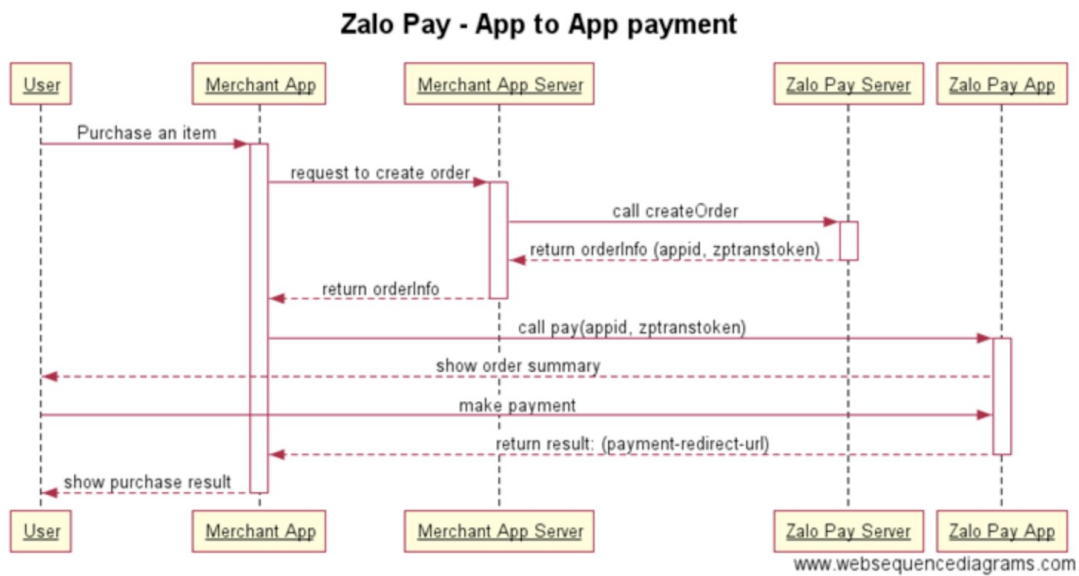 Zalo Pay - App to App payment
User
Merchant App
Merchant App Server
Zalo Pay Server
Zalo Pay App
Purchase an item
request to create order
call createOrder
return orderInfo (appid, zptranstoken)
return orderInfo
call pay(appid, zptranstoken)
show order summary
make payment
return result: (payment-redirect-url)
show purchase result
User
Merchant App
Merchant App Server
Zalo Pay Server
Zalo Pay App
www.websequencediagrams.com